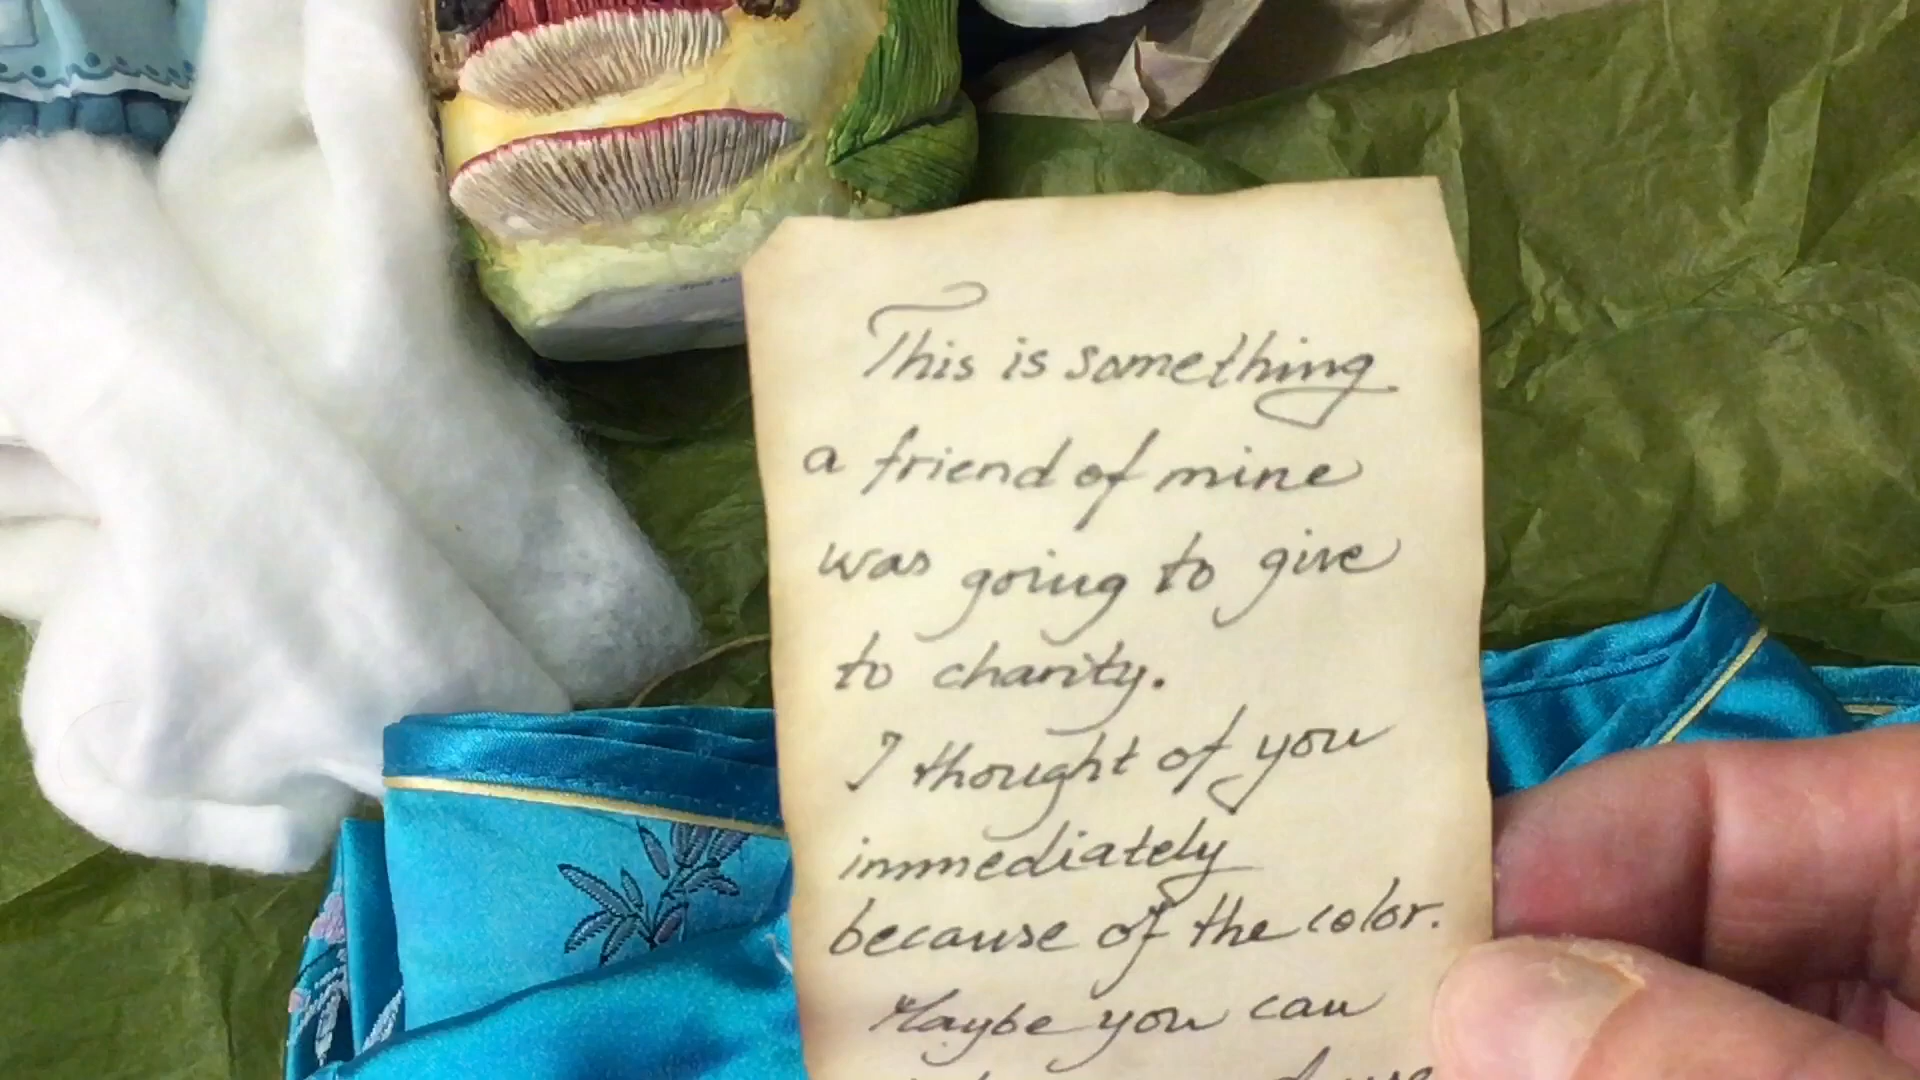 This is something
a friend of mine
was going to give
to charity.
I thought of you
immediately
because of the color.
Maybe you can
use